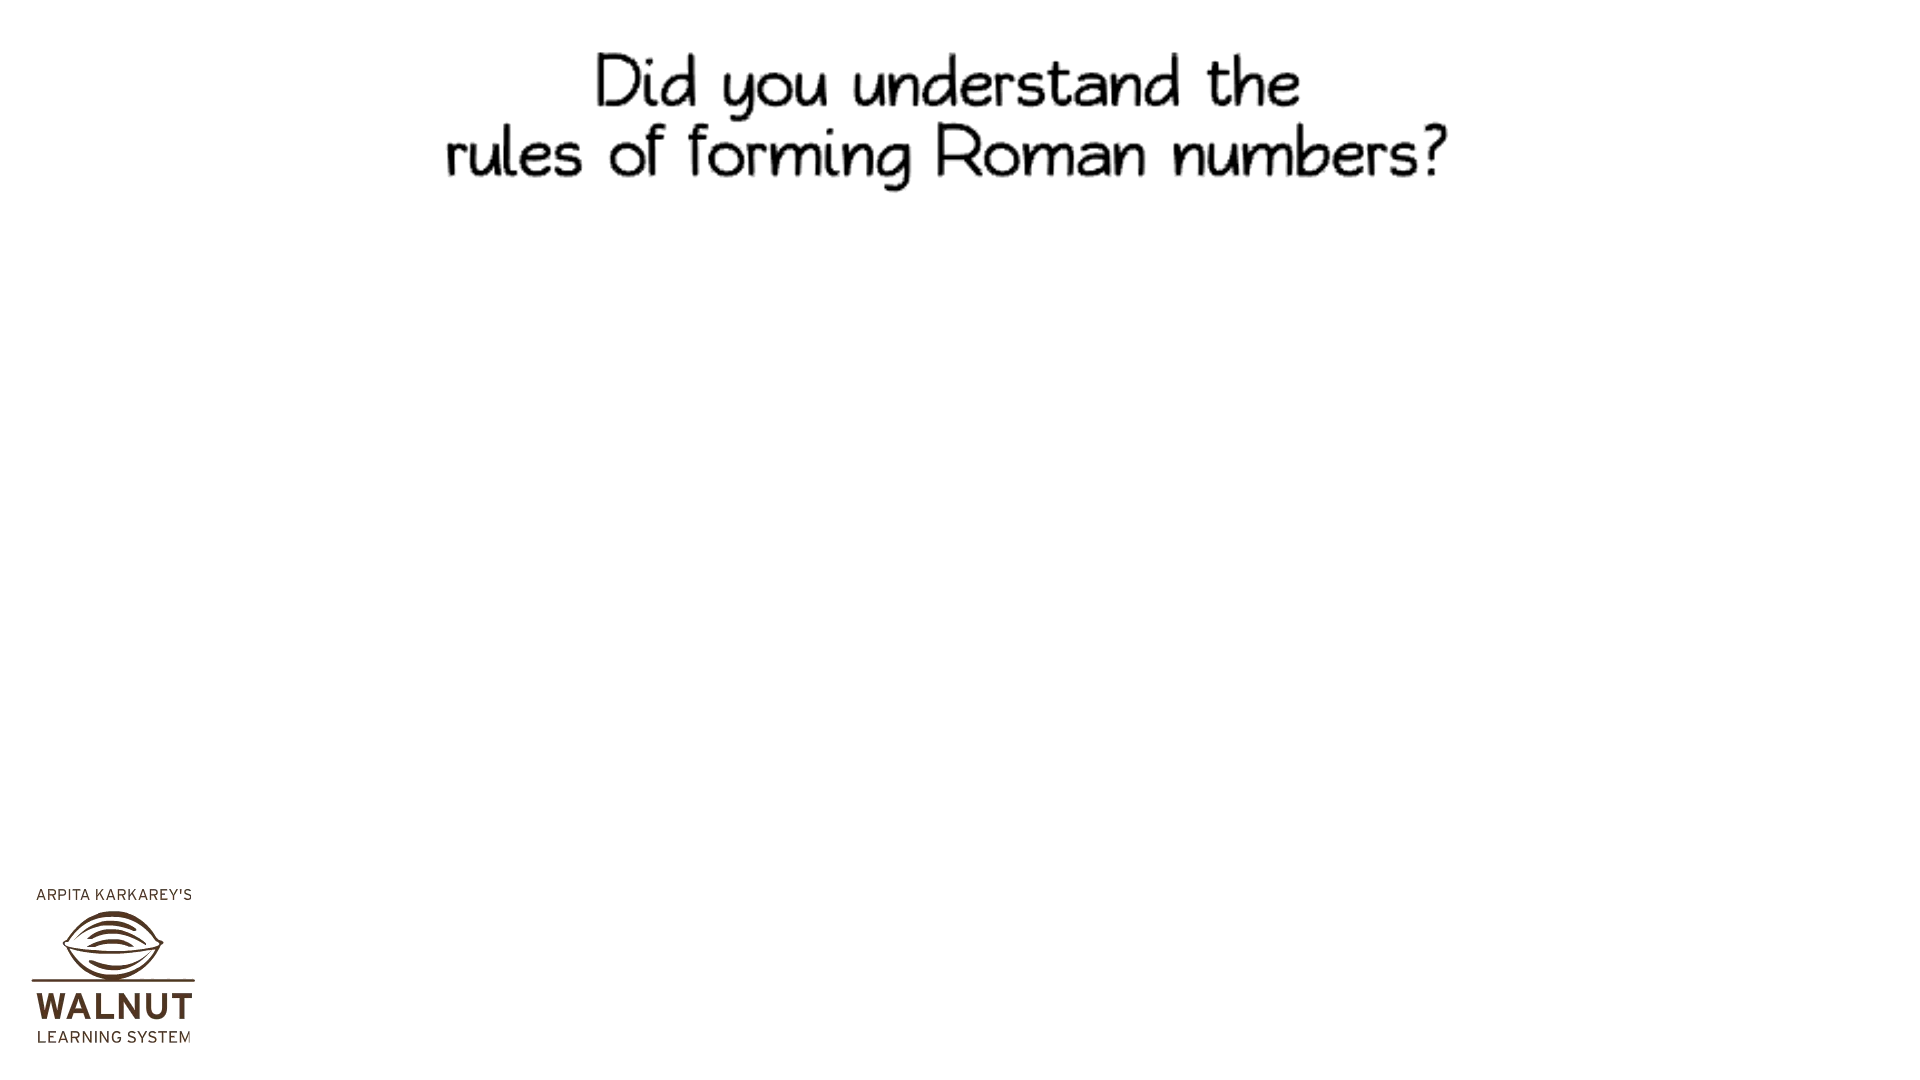 Did you understand the
rules of forming Roman numbers?
ARPITA KARKAREY'S
WALNUT
LEARNING SYSTEM